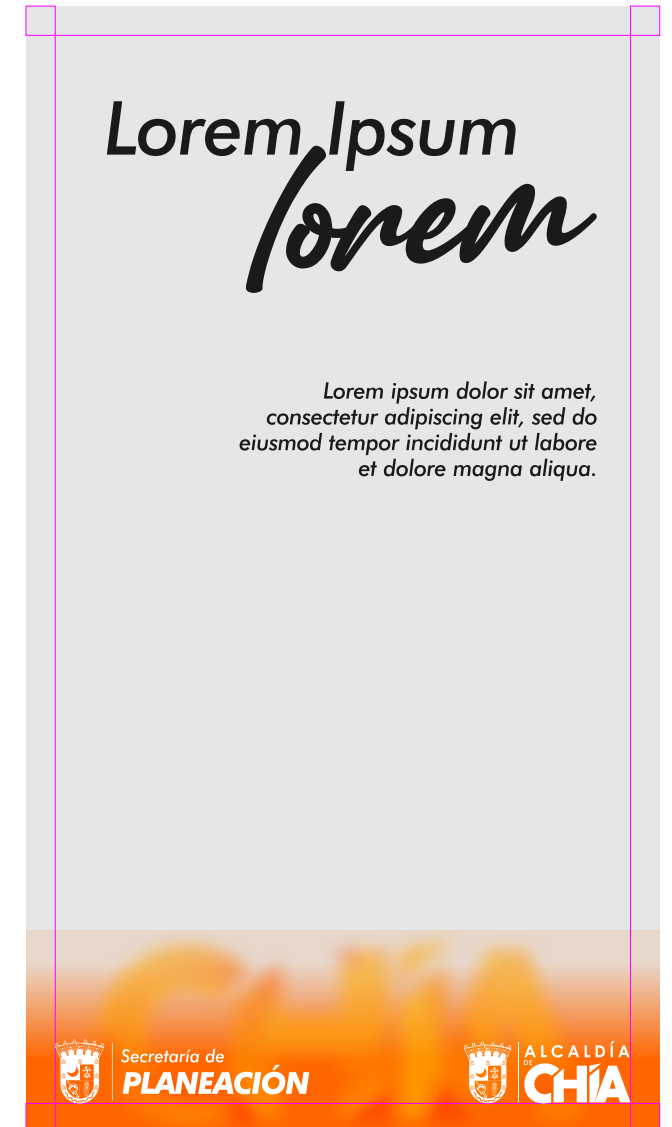 Lorem Ipsum
lorem
Lorem ipsum dolor sit amet,
consectetur adipiscing elit, sed do
eiusmod tempor incididunt ut labore
et dolore magna aliqua.
CHÍA
Secretaría de
PLANEACIÓN
ALCALDÍA
DE
CHÍA